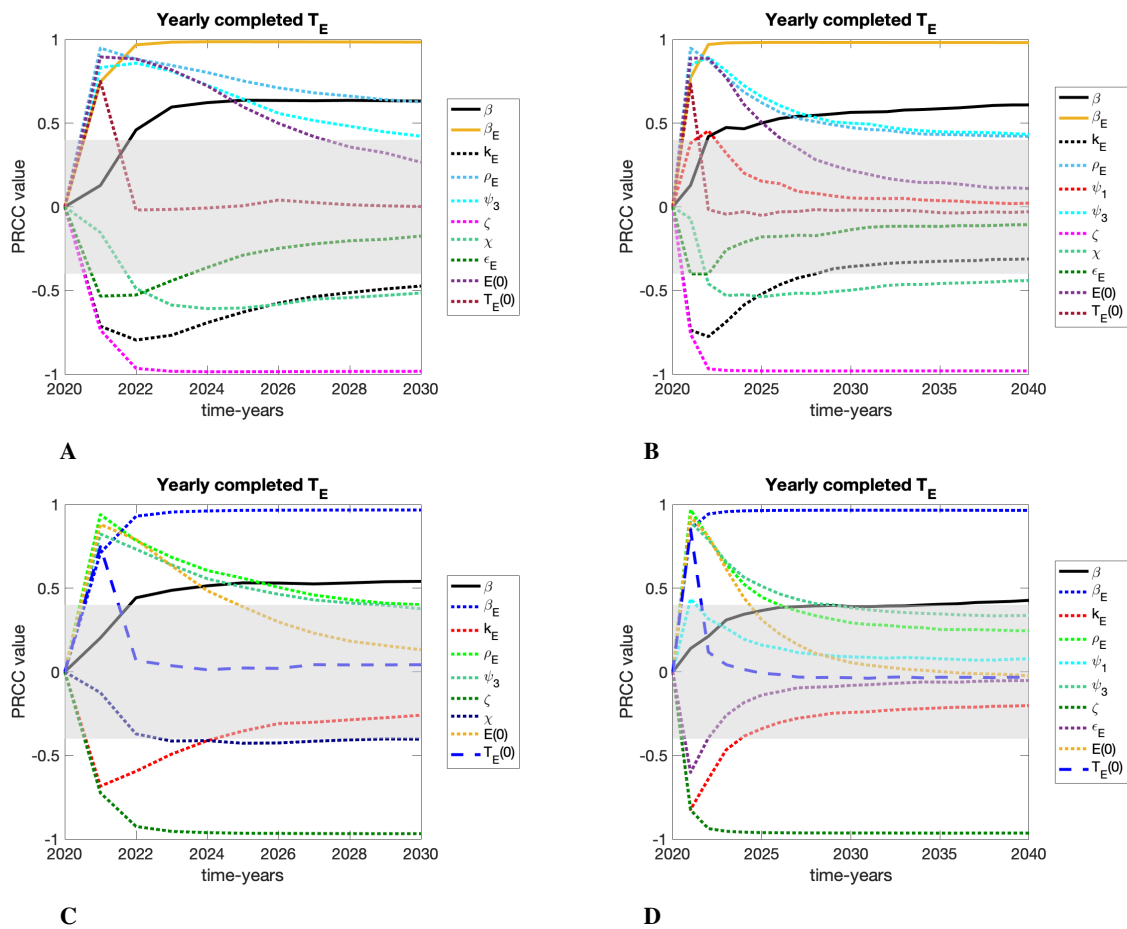 Yearly completed T_E
PRCC value
1
0.5
0
-0.5
-1
2020 2022 2024 2026 2028 2030
time-years
β
β_E
k_E
ρ_E
ψ_3
ζ
χ
ϵ_E
E(0)
T_E(0)
A
Yearly completed T_E
PRCC value
1
0.5
0
-0.5
-1
2020 2025 2030 2035 2040
time-years
β
β_E
k_E
ρ_E
ψ_1
ψ_3
ζ
χ
ϵ_E
E(0)
T_E(0)
B
Yearly completed T_E
PRCC value
1
0.5
0
-0.5
-1
2020 2022 2024 2026 2028 2030
time-years
β
β_E
k_E
ρ_E
ψ_3
ζ
χ
E(0)
T_E(0)
C
Yearly completed T_E
PRCC value
1
0.5
0
-0.5
-1
2020 2025 2030 2035 2040
time-years
β
β_E
k_E
ρ_E
ψ_1
ψ_3
ζ
ϵ_E
E(0)
T_E(0)
D